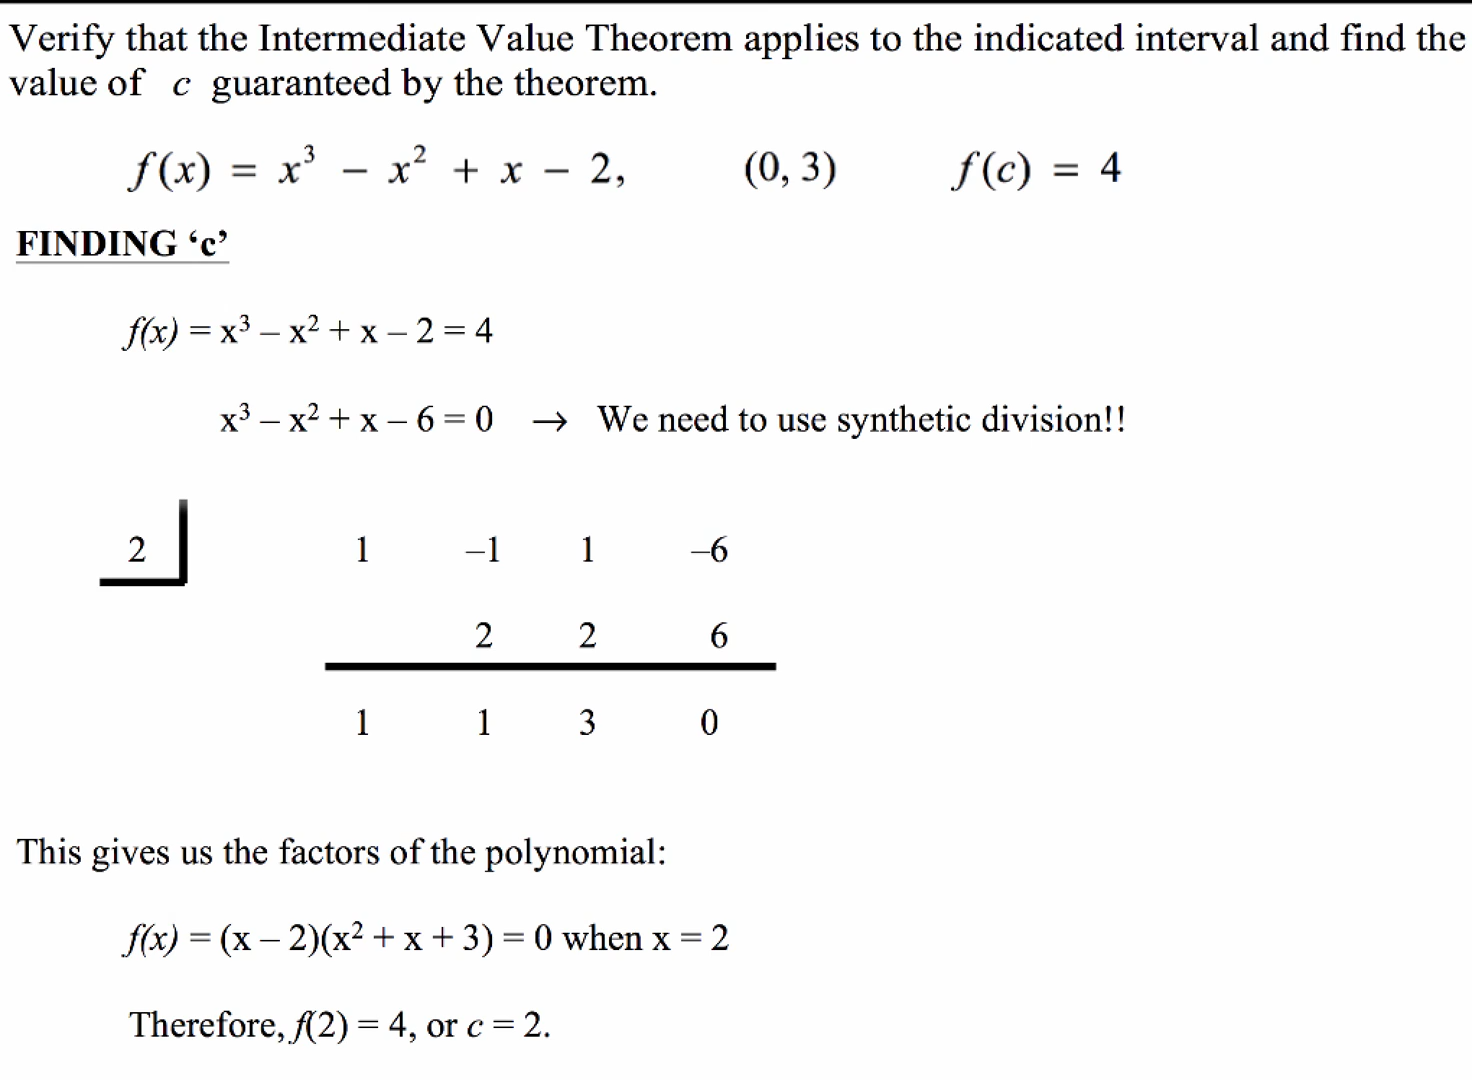 Verify that the Intermediate Value Theorem applies to the indicated interval and find the
value of c guaranteed by the theorem.
f(x) = x³ − x² + x − 2, (0, 3) f(c) = 4
FINDING ‘c’
f(x) = x³ – x² + x – 2 = 4
x³ – x² + x – 6 = 0 → We need to use synthetic division!!
2 1 –1 1 –6
2 2 6
1 1 3 0
This gives us the factors of the polynomial:
f(x) = (x – 2)(x² + x + 3) = 0 when x = 2
Therefore, f(2) = 4, or c = 2.